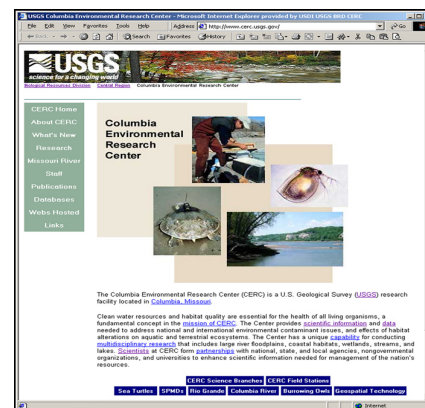 USGS Columbia Environmental Research Center - Microsoft Internet Explorer provided by USDI USGS BRD CERC
File Edit View Favorites Tools Help Address http://www.cerc.usgs.gov/ Go
Back Search Favorites History
USGS
science for a changing world
Biological Resources Division Central Region Columbia Environmental Research Center
CERC Home
About CERC
What's New
Research
Missouri River
Staff
Publications
Databases
Webs Hosted
Links
Columbia
Environmental
Research
Center
The Columbia Environmental Research Center (CERC) is a U.S. Geological Survey (USGS) research
facility located in Columbia, Missouri.
Clean water resources and habitat quality are essential for the health of all living organisms, a
fundamental concept in the mission of CERC. The Center provides scientific information and data
needed to address national and international environmental contaminant issues, and effects of habitat
alterations on aquatic and terrestrial ecosystems. The Center has a unique capability for conducting
multidisciplinary research that includes large river floodplains, coastal habitats, wetlands, streams, and
lakes. Scientists at CERC form partnerships with national, state, and local agencies, nongovernmental
organizations, and universities to enhance scientific information needed for management of the nation's
resources.
CERC Science Branches CERC Field Stations
Sea Turtles SPMDs Rio Grande Columbia River Burrowing Owls Geospatial Technology
Internet